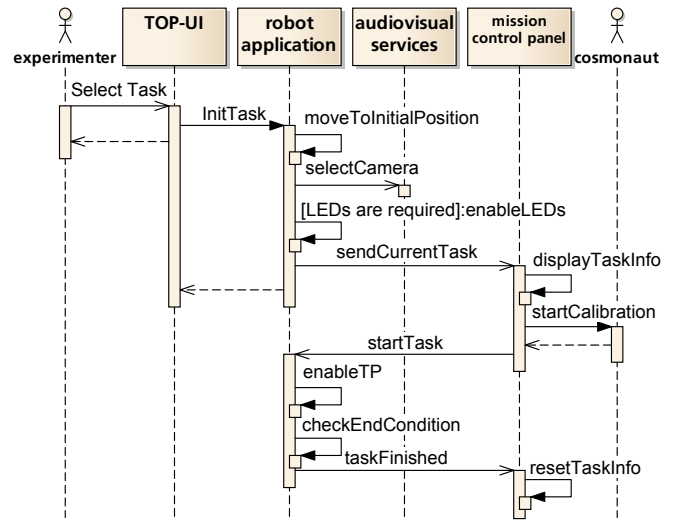 TOP-UI
robot
application
audiovisual
services
mission
control panel
experimenter
cosmonaut
Select Task
InitTask
moveToInitialPosition
selectCamera
[LEDs are required]:enableLEDs
sendCurrentTask
displayTaskInfo
startCalibration
startTask
enableTP
checkEndCondition
taskFinished
resetTaskInfo